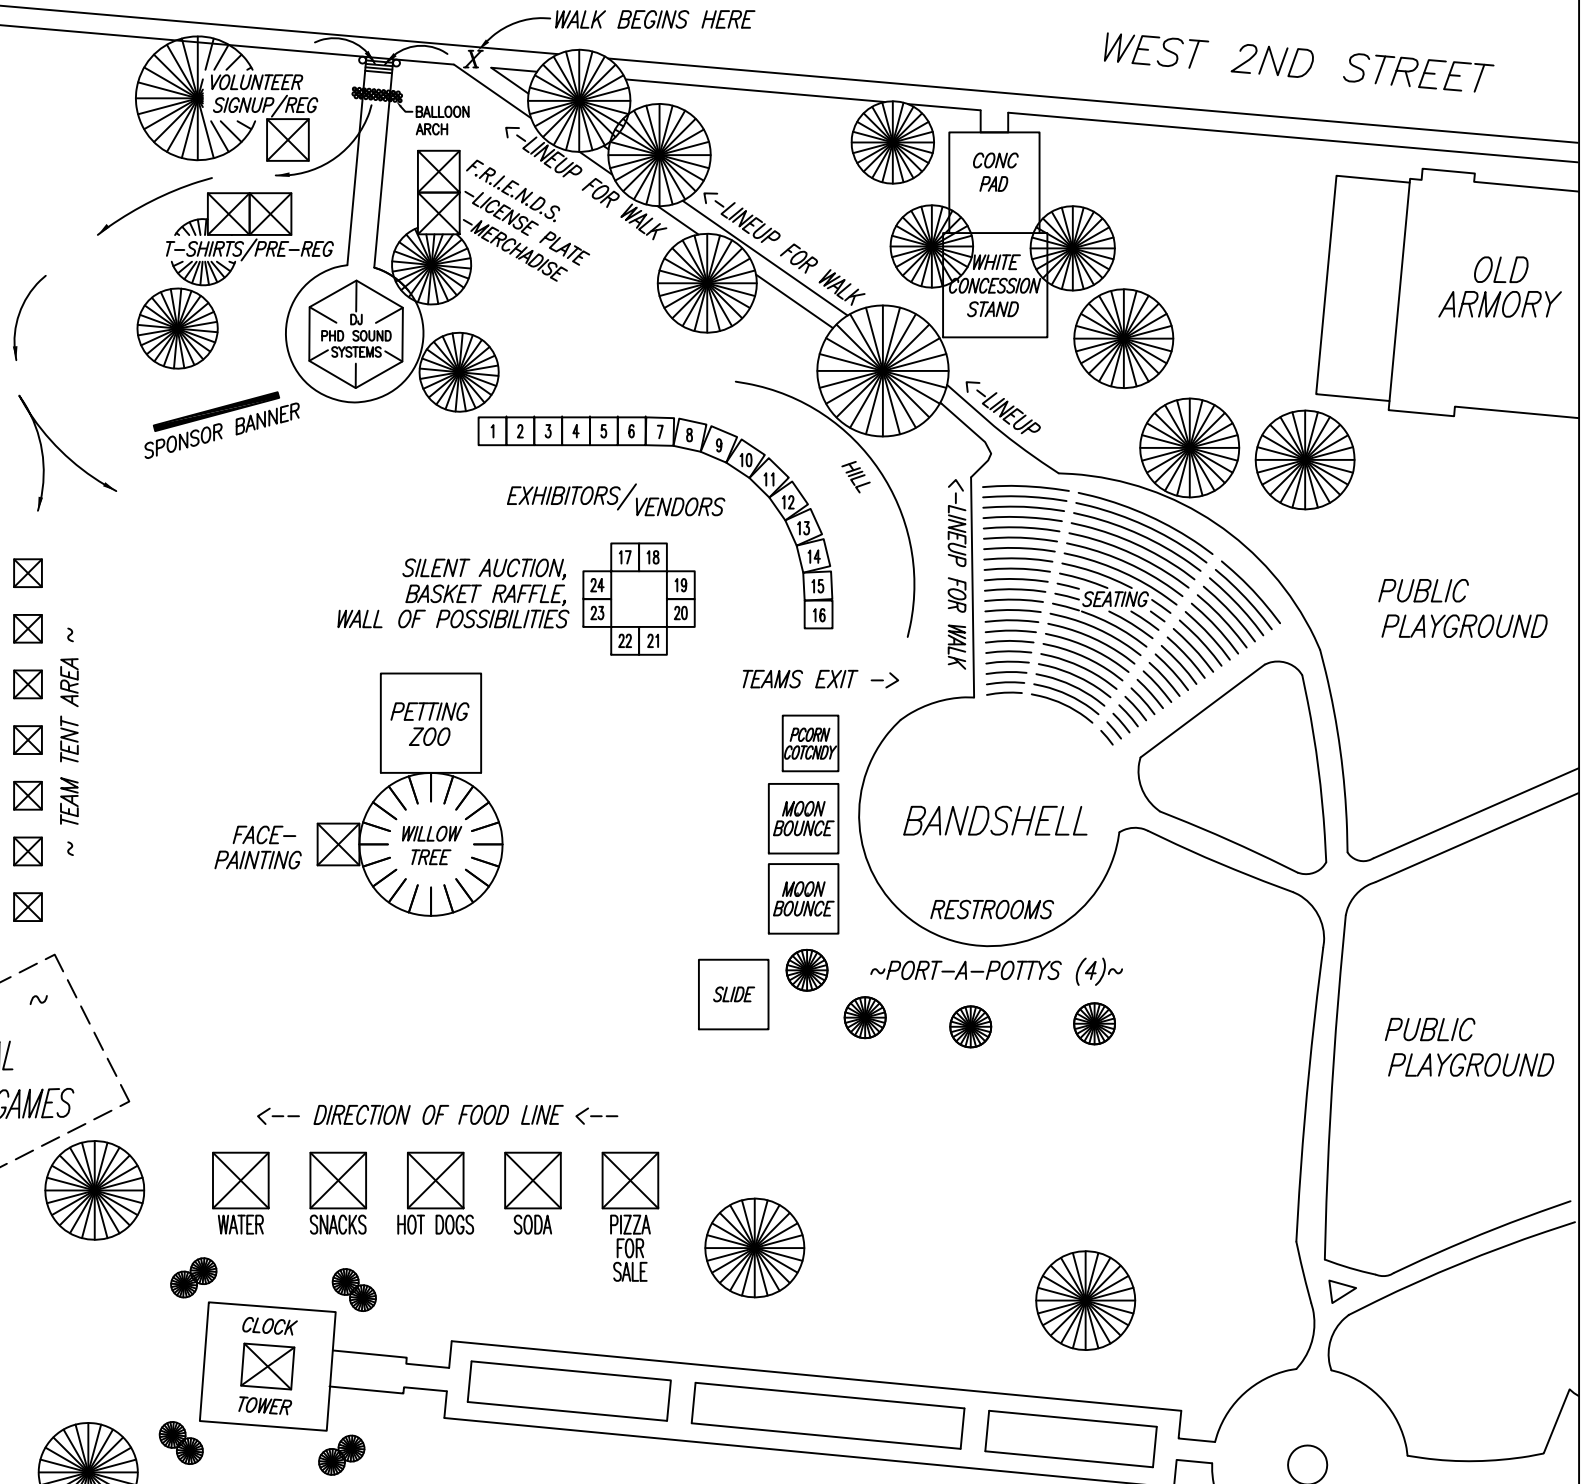 WALK BEGINS HERE
WEST 2ND STREET
X
VOLUNTEER
SIGNUP/REG
BALLOON
ARCH
<-LINEUP FOR WALK
F.R.I.E.N.D.S.
-LICENSE PLATE
-MERCHADISE
T-SHIRTS/PRE-REG
<-LINEUP FOR WALK
CONC
PAD
WHITE
CONCESSION
STAND
OLD
ARMORY
DJ
PHD SOUND
SYSTEMS
SPONSOR BANNER
<-LINEUP
1 2 3 4 5 6 7 8 9 10 11 12 13 14 15 16
HILL
EXHIBITORS/VENDORS
<-LINEUP FOR WALK
SEATING
SILENT AUCTION,
BASKET RAFFLE,
WALL OF POSSIBILITIES
17 18
24 19
23 20
22 21
PUBLIC
PLAYGROUND
~ TEAM TENT AREA ~
TEAMS EXIT ->
PETTING
ZOO
PCORN
COTCNDY
MOON
BOUNCE
MOON
BOUNCE
BANDSHELL
RESTROOMS
FACE-
PAINTING
WILLOW
TREE
SLIDE
~PORT-A-POTTYS (4)~
~
GAMES
PUBLIC
PLAYGROUND
<-- DIRECTION OF FOOD LINE <--
WATER
SNACKS
HOT DOGS
SODA
PIZZA
FOR
SALE
CLOCK
TOWER